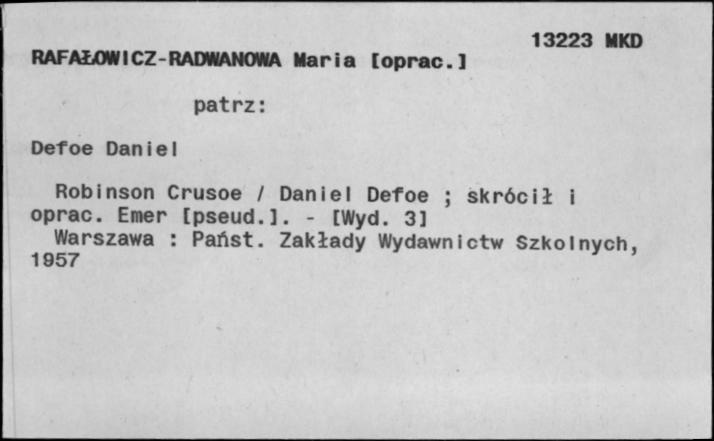 13223 MKD
RAFAŁOWICZ-RADWANOWA Maria [oprac.]
patrz:
Defoe Daniel
Robinson Crusoe / Daniel Defoe ; skrócił i
oprac. Emer [pseud.]. - [Wyd. 3]
Warszawa : Państ. Zakłady Wydawnictw Szkolnych,
1957